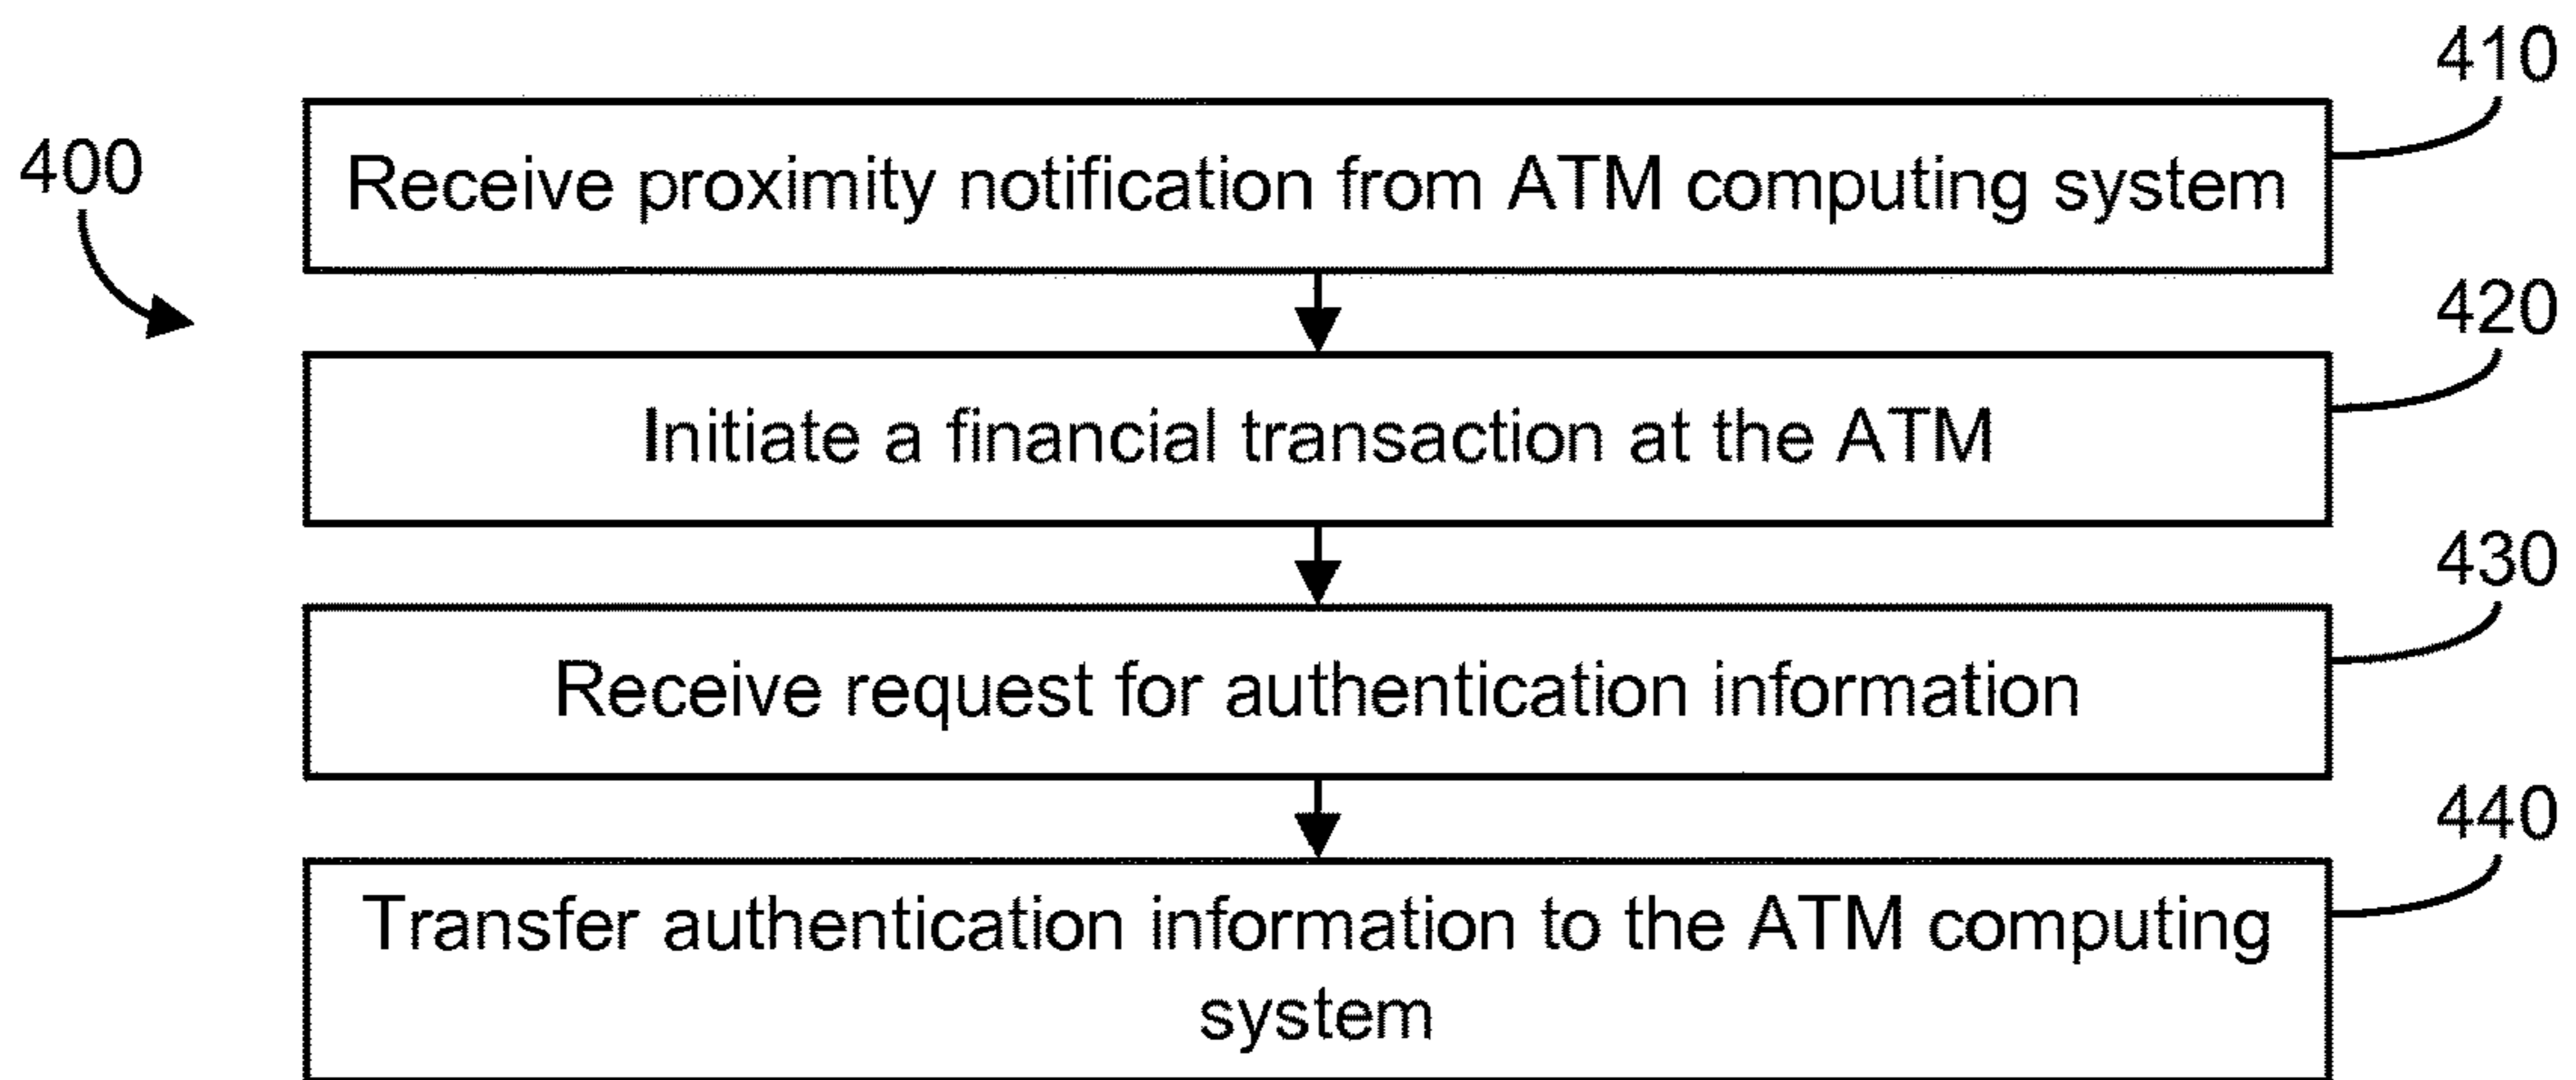 410
400
Receive proximity notification from ATM computing system
420
Initiate a financial transaction at the ATM
430
Receive request for authentication information
440
Transfer authentication information to the ATM computing
system